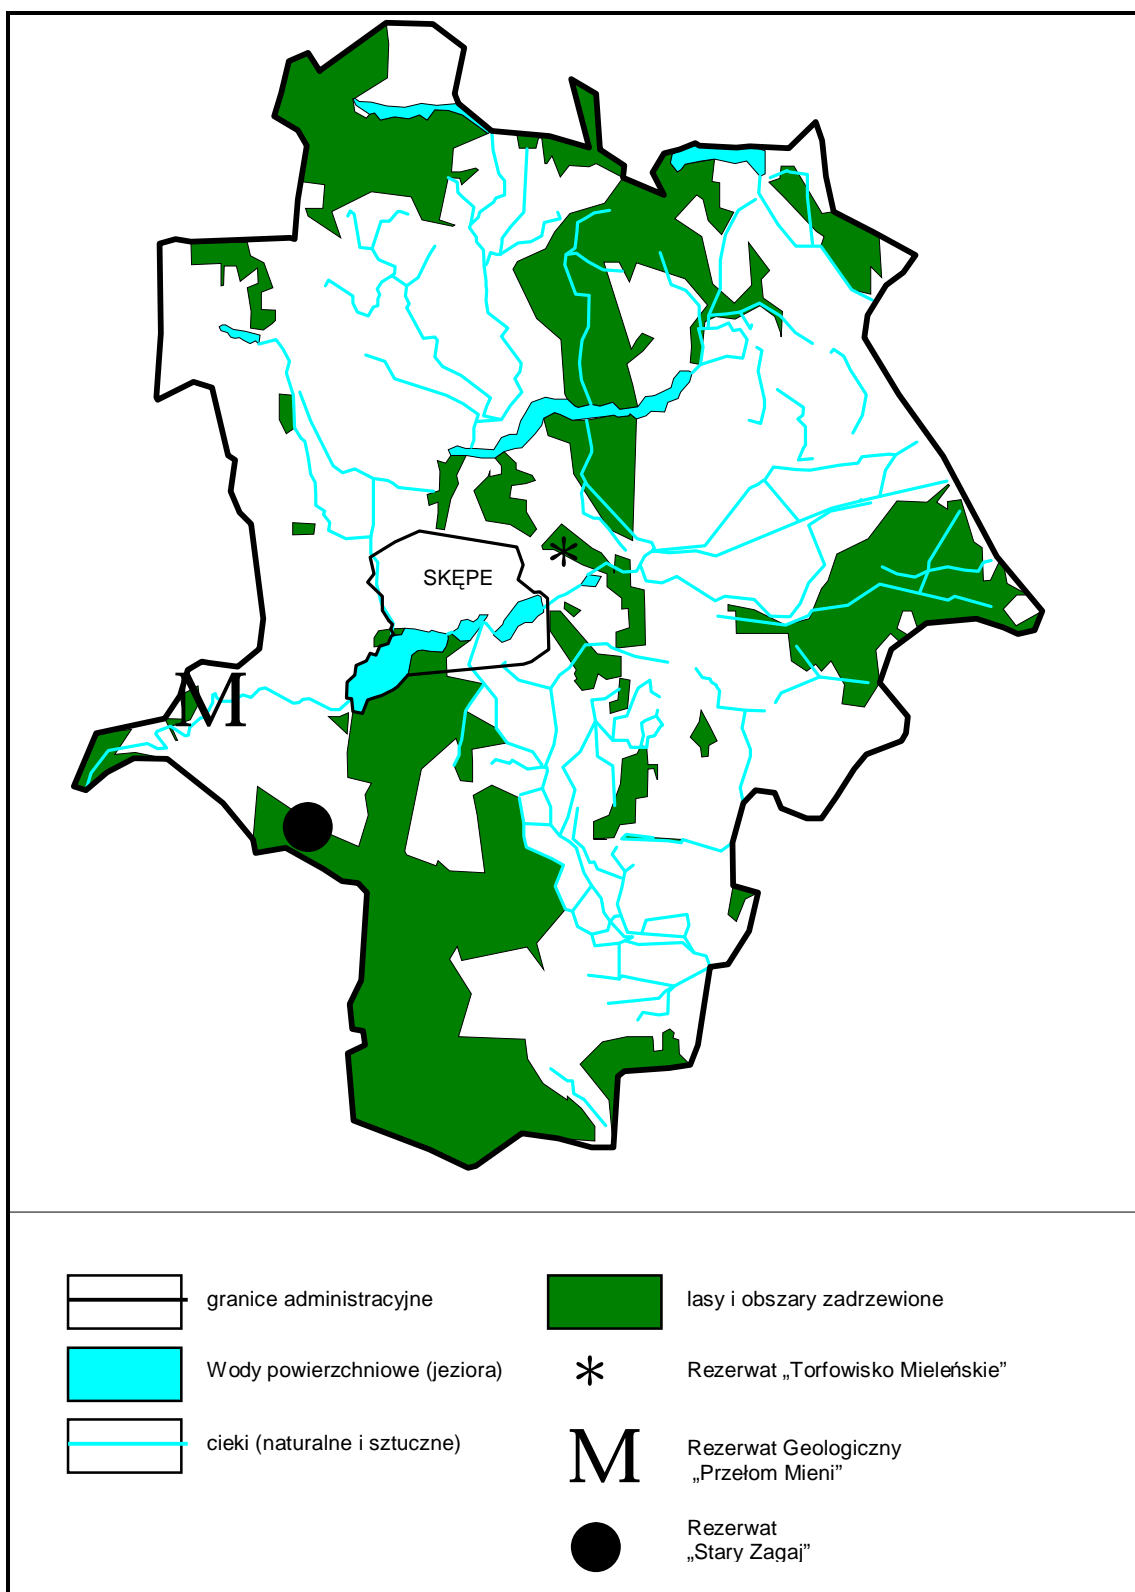 SKĘPE
M
granice administracyjne
Wody powierzchniowe (jeziora)
cieki (naturalne i sztuczne)
lasy i obszary zadrzewione
Rezerwat „Torfowisko Mieleńskie”
M
Rezerwat Geologiczny
„Przełom Mieni”
Rezerwat
„Stary Zagaj”